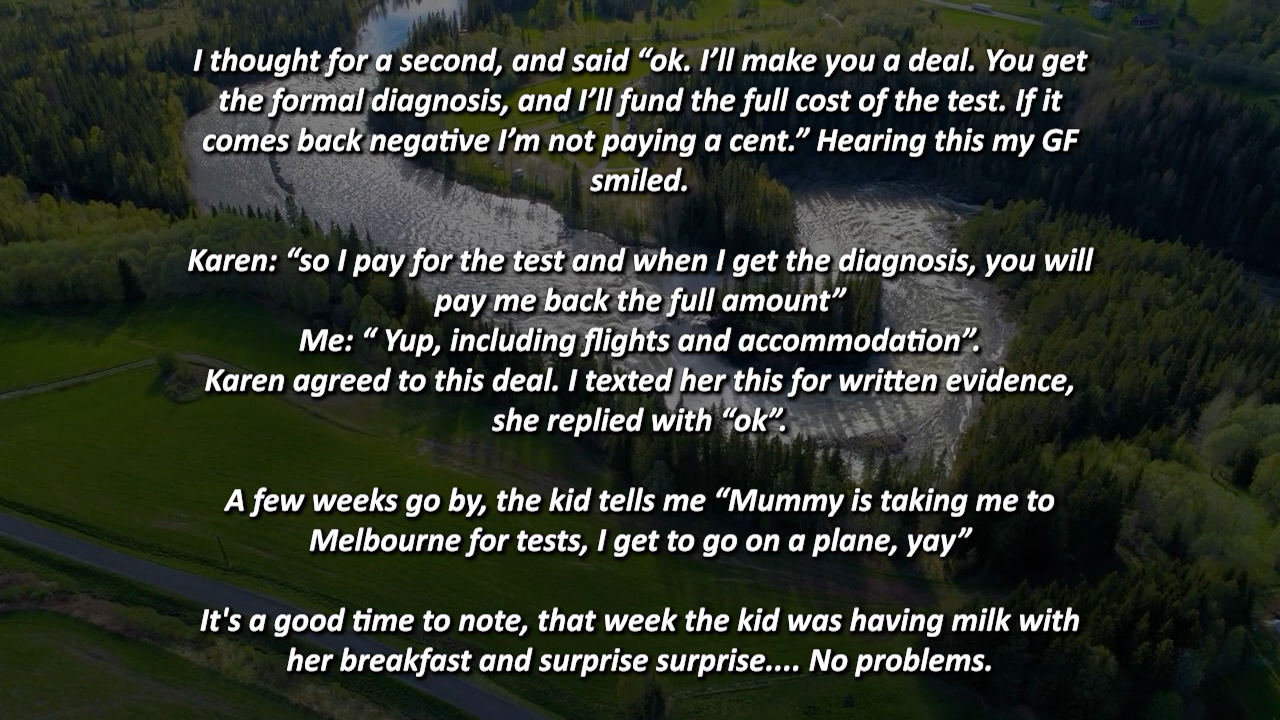 I thought for a second, and said “ok. I’ll make you a deal. You get
the formal diagnosis, and I’ll fund the full cost of the test. If it
comes back negative I’m not paying a cent.” Hearing this my GF
smiled.
Karen: “so I pay for the test and when I get the diagnosis, you will
pay me back the full amount”
Me: “ Yup, including flights and accommodation”.
Karen agreed to this deal. I texted her this for written evidence,
she replied with “ok”.
A few weeks go by, the kid tells me “Mummy is taking me to
Melbourne for tests, I get to go on a plane, yay”
It's a good time to note, that week the kid was having milk with
her breakfast and surprise surprise.... No problems.